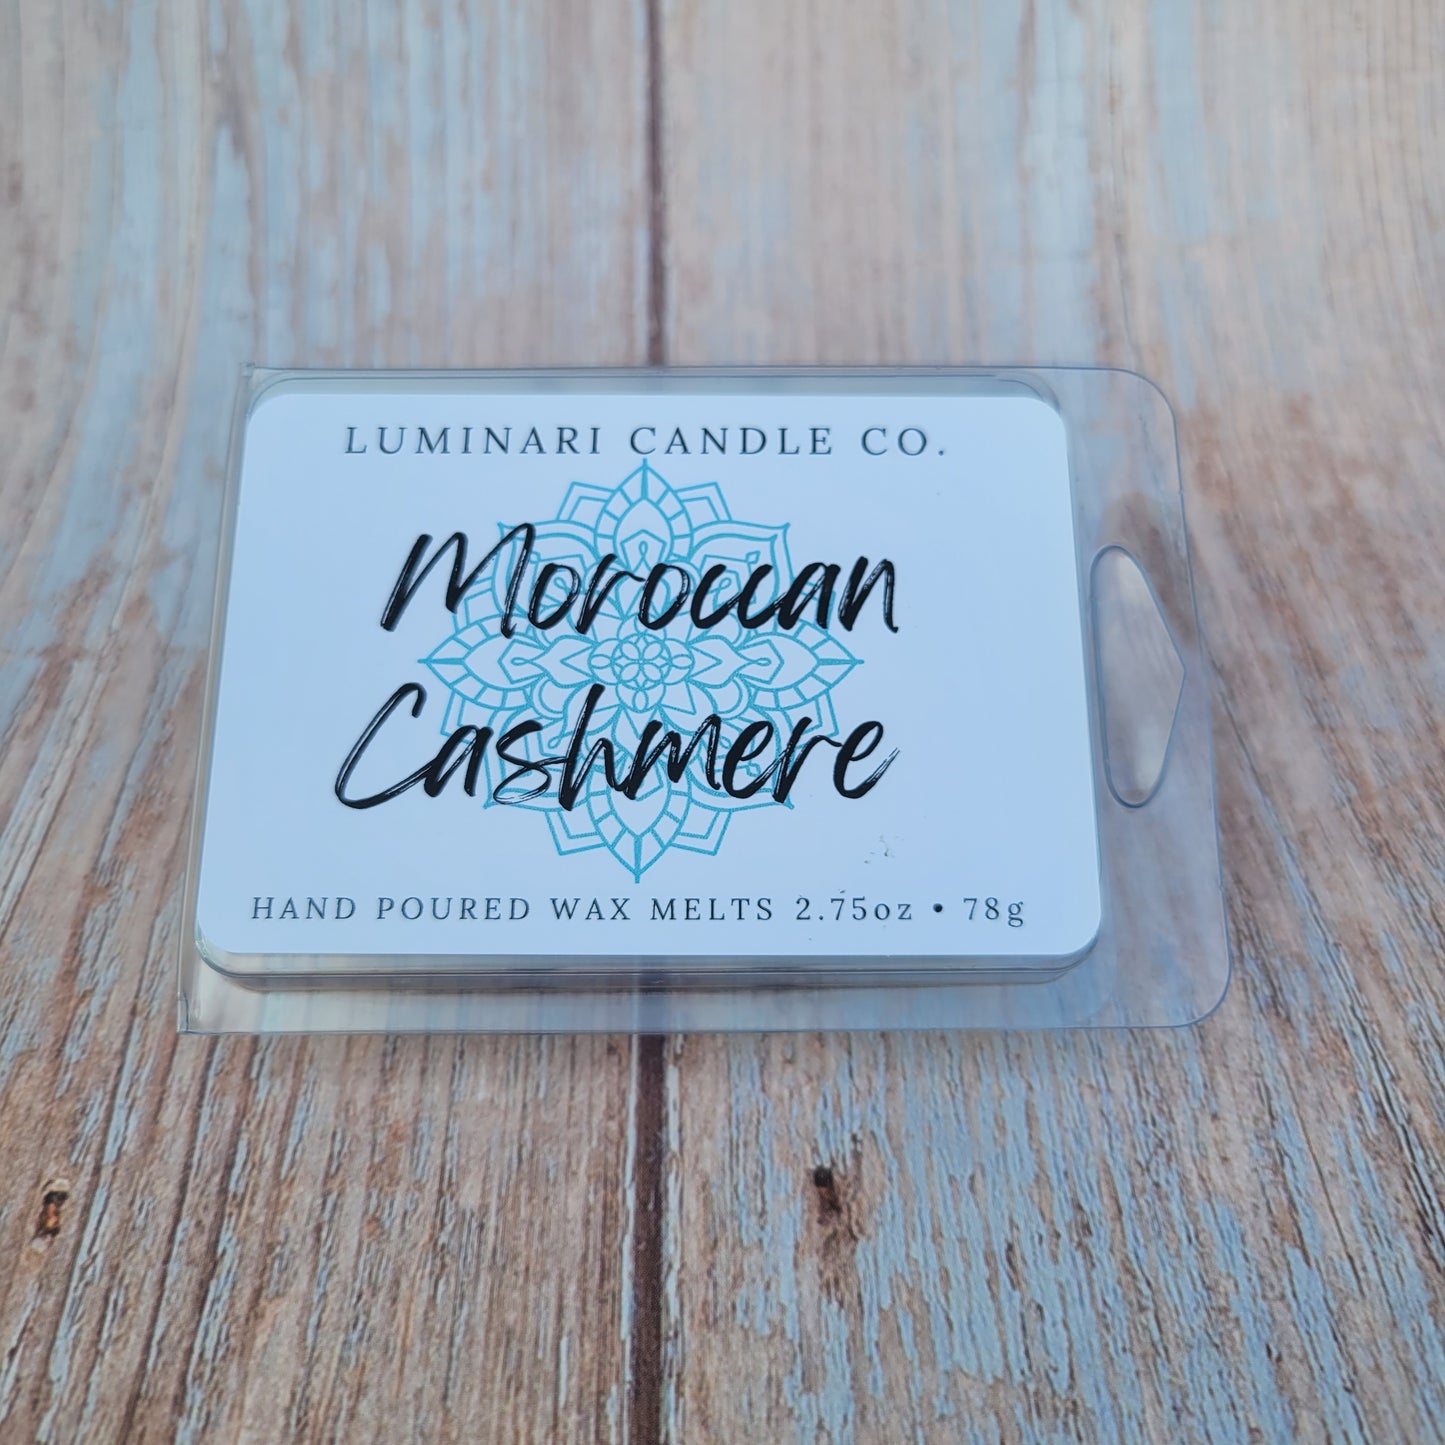 LUMINARI CANDLE CO.
Moroccan
Cashmere
HAND POURED WAX MELTS 2.75oz • 78g